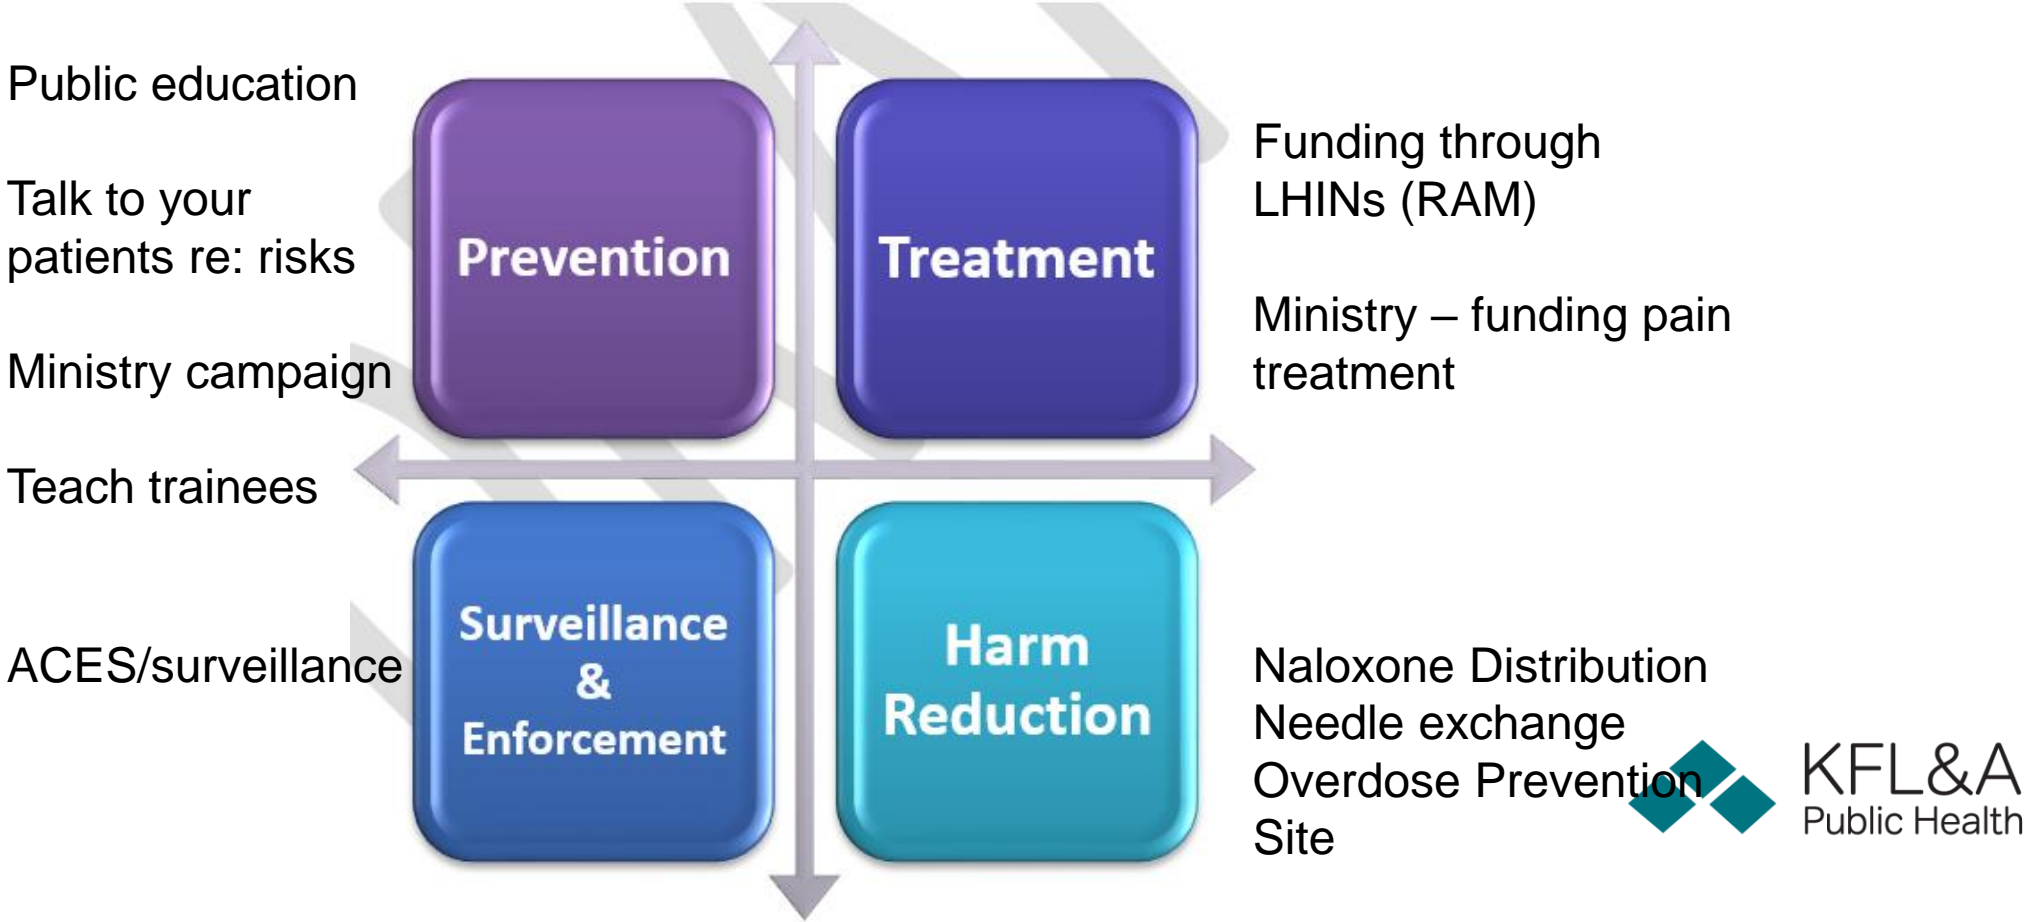 Public education
Talk to your
patients re: risks
Ministry campaign
Teach trainees
ACES/surveillance
Prevention
Treatment
Surveillance
&
Enforcement
Harm
Reduction
Funding through
LHINs (RAM)
Ministry – funding pain
treatment
Naloxone Distribution
Needle exchange
Overdose Prevention
Site
KFL&A
Public Health